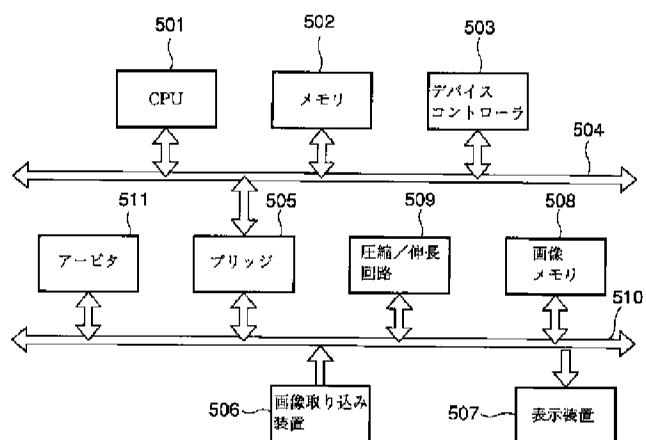 501
502
503
CPU
メモリ
デバイス
コントローラ
504
511
505
509
508
アービタ
ブリッジ
圧縮/伸長
回路
画像
メモリ
510
506
画像取り込み
装置
507
表示装置